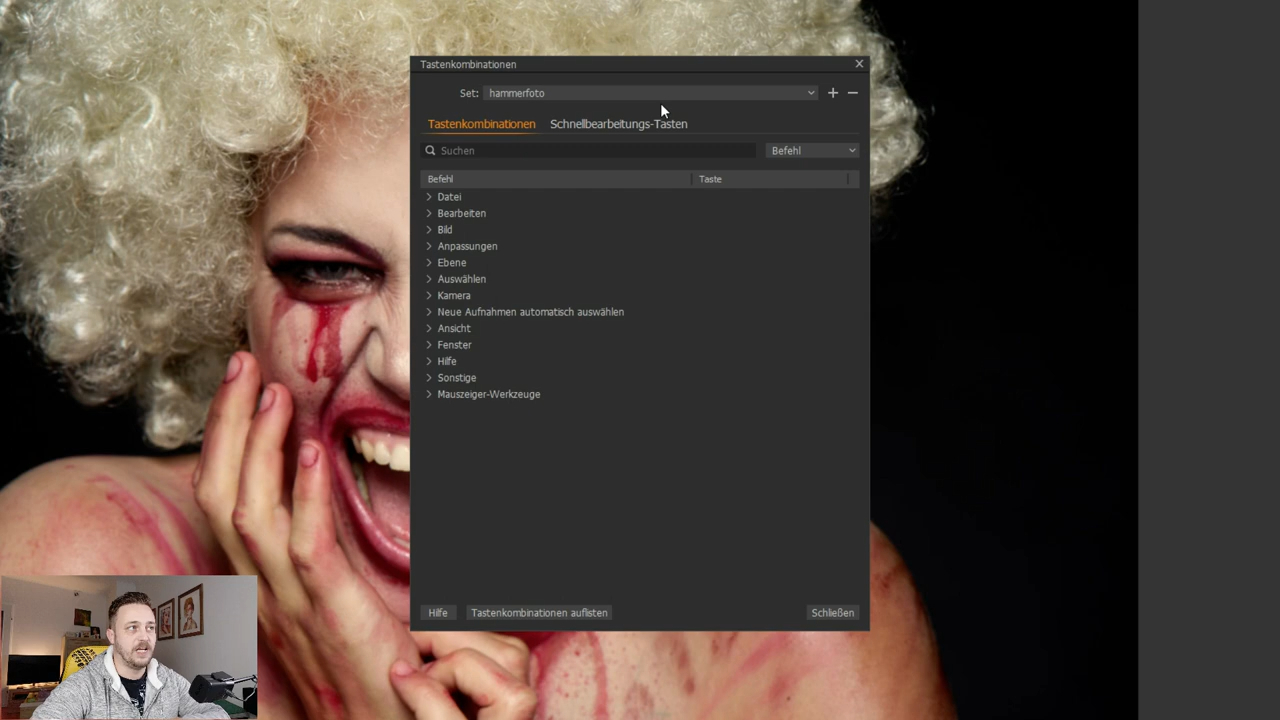 Tastenkombinationen
Set: hammerfoto
Tastenkombinationen Schnellbearbeitungs-Tasten
Suchen Befehl
Befehl Taste
Datei
Bearbeiten
Bild
Anpassungen
Ebene
Auswählen
Kamera
Neue Aufnahmen automatisch auswählen
Ansicht
Fenster
Hilfe
Sonstige
Mauszeiger-Werkzeuge
Hilfe Tastenkombinationen auflisten Schließen